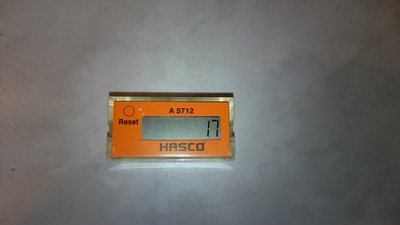 A 5712
17
Reset
HASCO